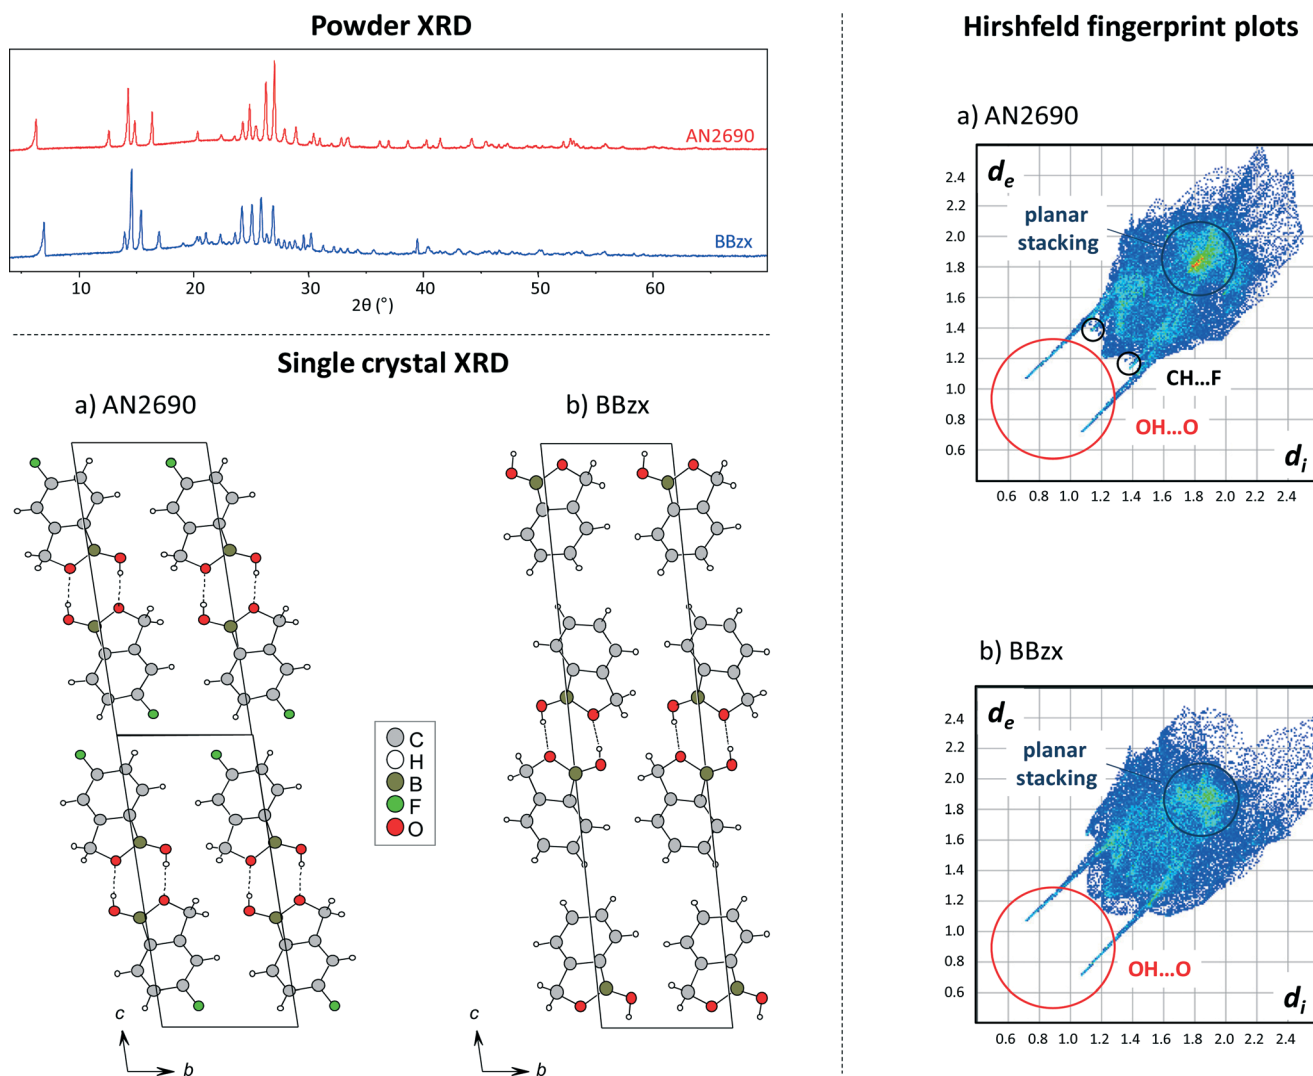 Powder XRD
AN2690
BBzx
10 20 30 40 50 60
2θ (°)
Single crystal XRD
a) AN2690
b) BBzx
C
H
B
F
O
c
b
c
b
Hirshfeld fingerprint plots
a) AN2690
de
planar
stacking
CH...F
OH...O
di
2.4
2.2
2.0
1.8
1.6
1.4
1.2
1.0
0.8
0.6
0.6 0.8 1.0 1.2 1.4 1.6 1.8 2.0 2.2 2.4
b) BBzx
de
planar
stacking
OH...O
di
2.4
2.2
2.0
1.8
1.6
1.4
1.2
1.0
0.8
0.6
0.6 0.8 1.0 1.2 1.4 1.6 1.8 2.0 2.2 2.4